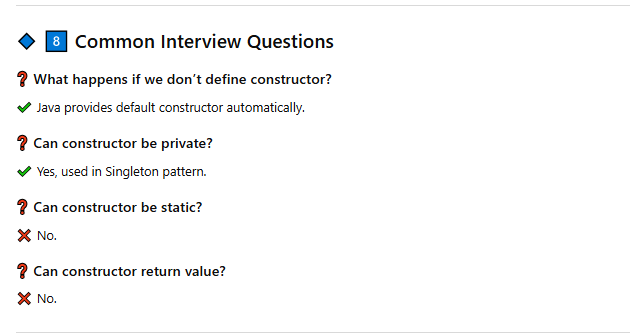 🔷 8️⃣ Common Interview Questions
❓ What happens if we don’t define constructor?
✔ Java provides default constructor automatically.
❓ Can constructor be private?
✔ Yes, used in Singleton pattern.
❓ Can constructor be static?
❌ No.
❓ Can constructor return value?
❌ No.